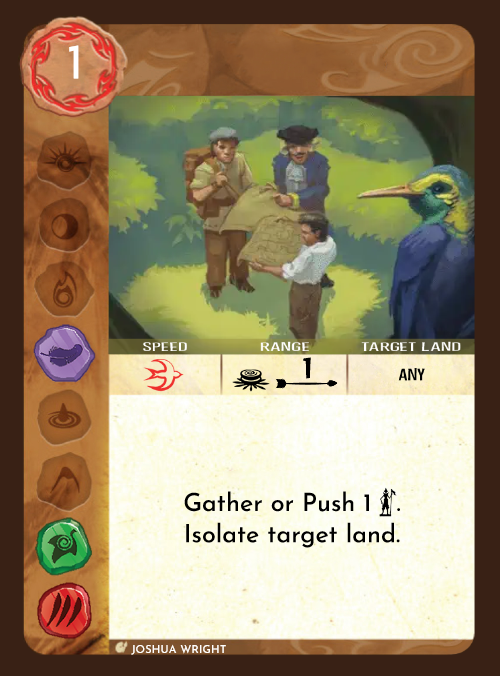 1
SPEED RANGE TARGET LAND
1 ANY
Gather or Push 1 .
Isolate target land.
JOSHUA WRIGHT